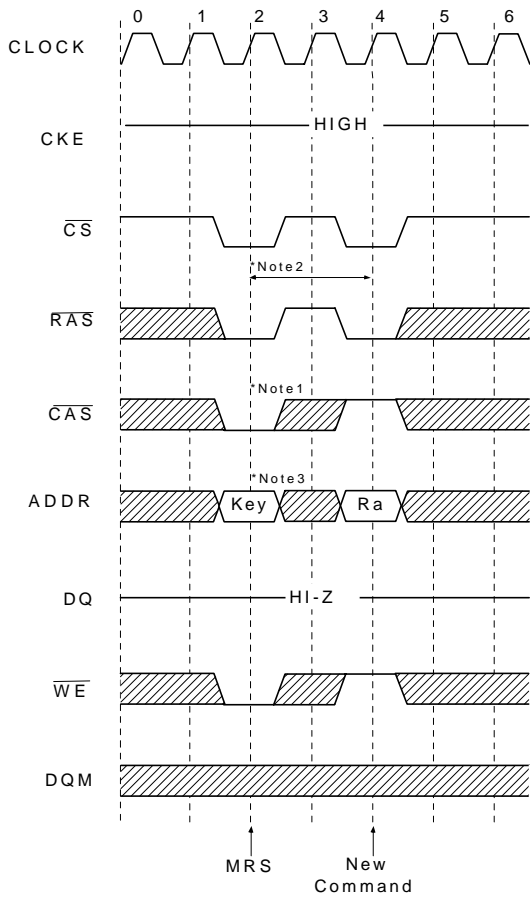 0 1 2 3 4 5 6
CLOCK
HIGH
CKE
CS
*Note2
RAS
*Note1
CAS
*Note3
ADDR Key Ra
DQ HI-Z
WE
DQM
MRS New
Command